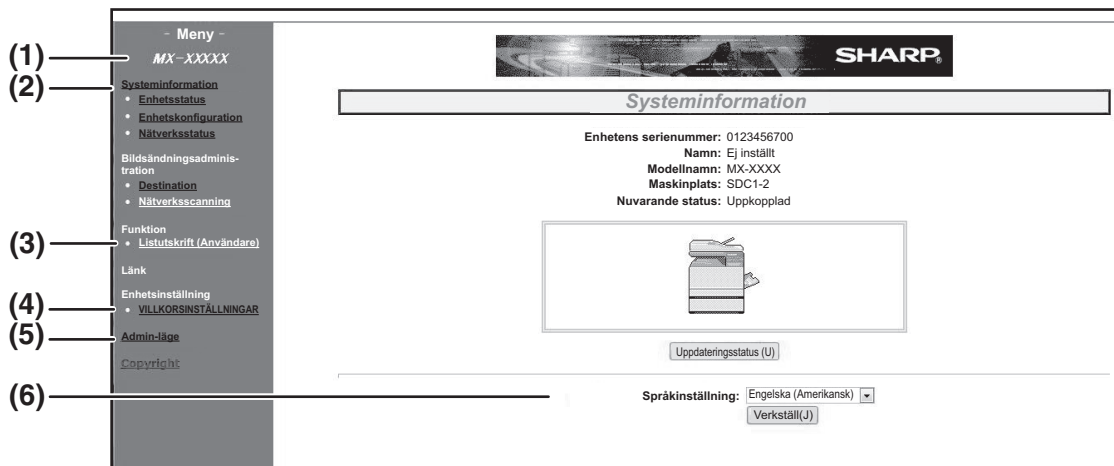 - Meny -
(1)
MX-XXXXX
SHARP®
(2)
Systeminformation
• Enhetsstatus
• Enhetskonfiguration
• Nätverksstatus
Bildsändningsadminis-
tration
• Destination
• Nätverksscanning
Funktion
(3)
• Listutskrift (Användare)
Länk
Enhetsinställning
(4)
• VILLKORSINSTÄLLNINGAR
(5)
Admin-läge
Copyright
Systeminformation
Enhetens serienummer: 0123456700
Namn: Ej inställt
Modellnamn: MX-XXXX
Maskinplats: SDC1-2
Nuvarande status: Uppkopplad
Uppdateringsstatus (U)
(6)
Språkinställning: Engelska (Amerikansk)
Verkställ(J)